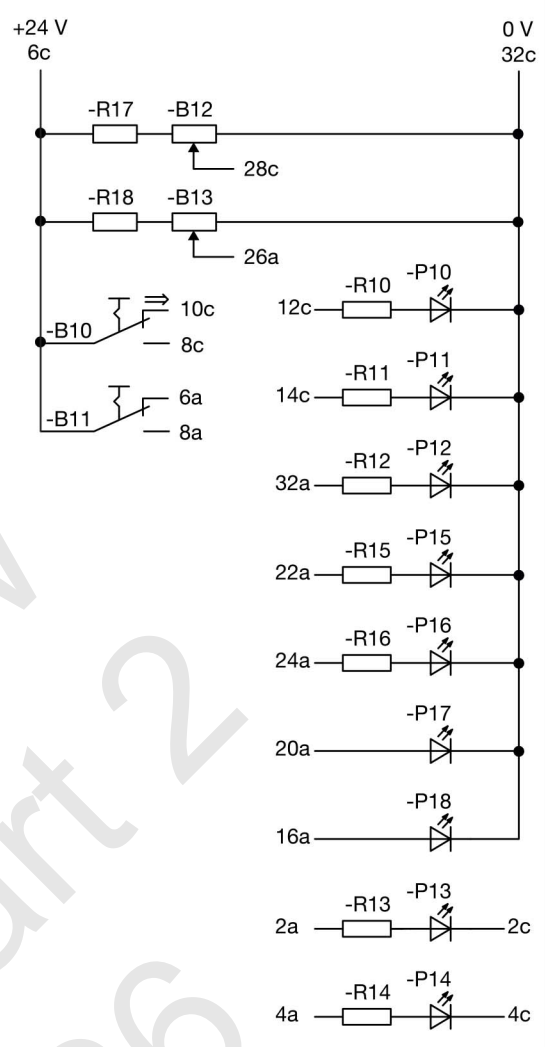 +24 V 0 V
6c 32c
-R17 -B12
28c
-R18 -B13
26a
-R10 -P10
12c
10c
-B10
8c
-R11 -P11
14c
6a
-B11
8a
-R12 -P12
32a
-R15 -P15
22a
-R16 -P16
24a
-P17
20a
-P18
16a
-R13 -P13
2a 2c
-R14 -P14
4a 4c